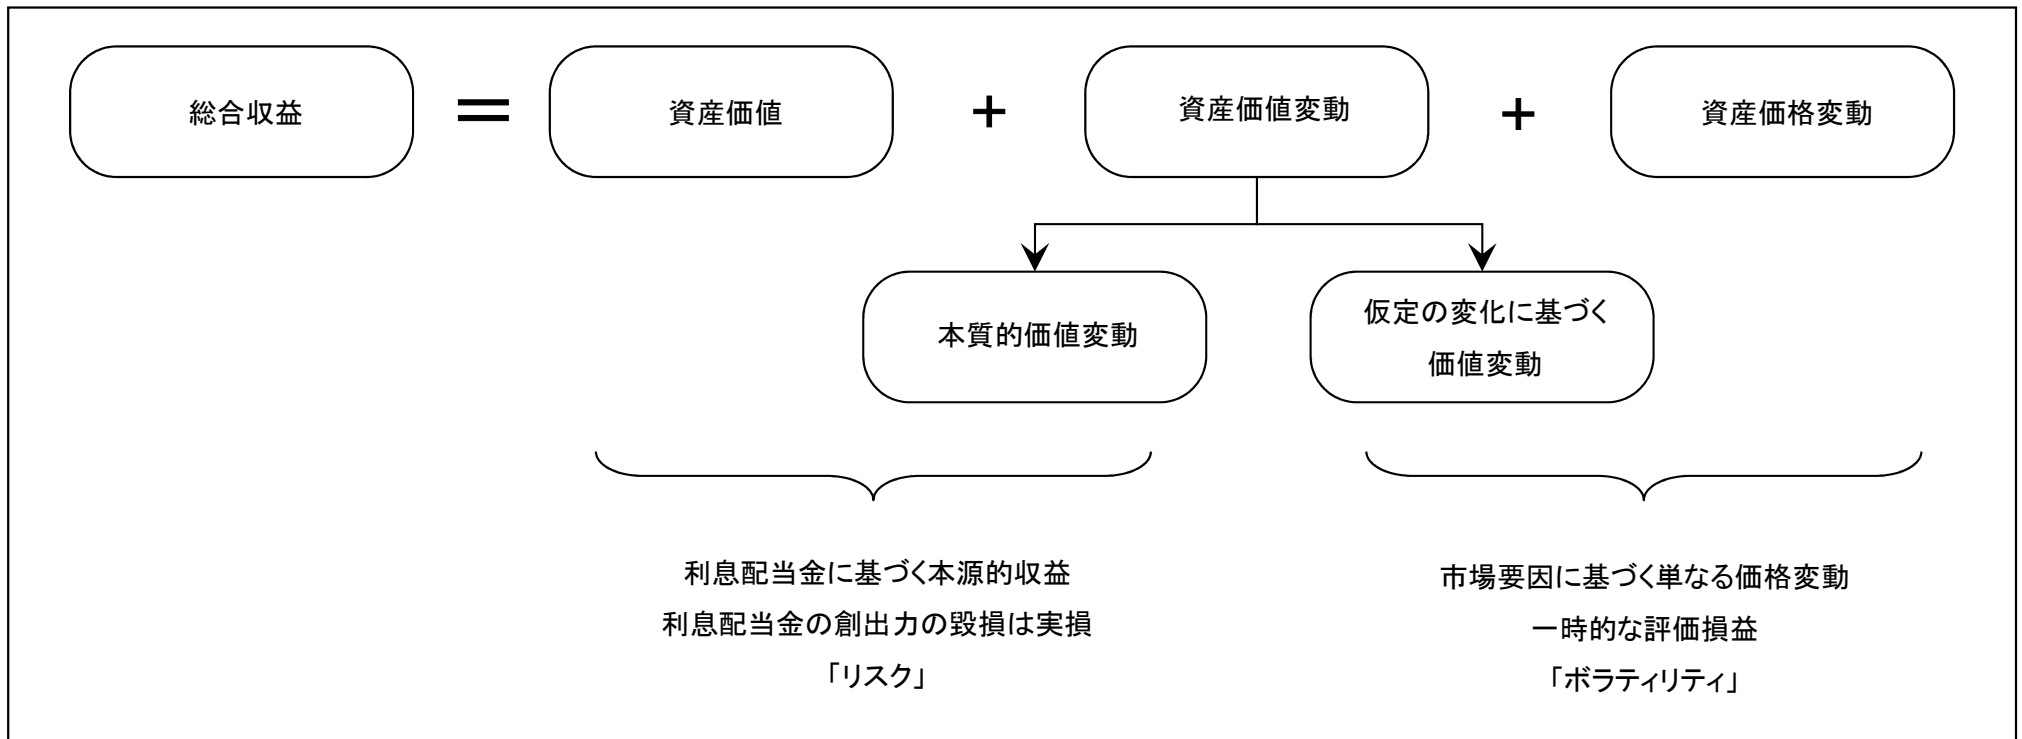 総合収益 = 資産価値 + 資産価値変動 + 資産価格変動
本質的価値変動
仮定の変化に基づく
価値変動
利息配当金に基づく本源的収益
利息配当金の創出力の毀損は実損
「リスク」
市場要因に基づく単なる価格変動
一時的な評価損益
「ボラティリティ」